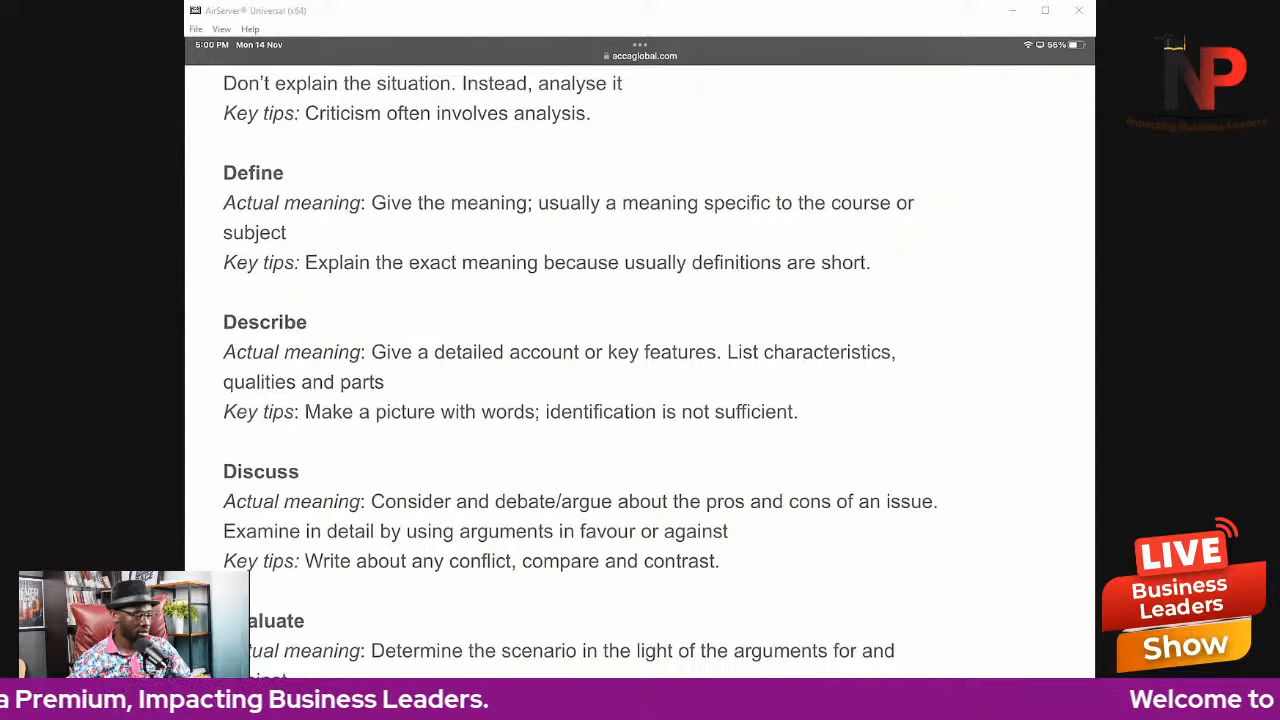 AirServer® Universal (x64)
File View Help
5:00 PM Mon 14 Nov
56%
accaglobal.com
Don't explain the situation. Instead, analyse it
Key tips: Criticism often involves analysis.
Define
Actual meaning: Give the meaning; usually a meaning specific to the course or
subject
Key tips: Explain the exact meaning because usually definitions are short.
Describe
Actual meaning: Give a detailed account or key features. List characteristics,
qualities and parts
Key tips: Make a picture with words; identification is not sufficient.
Discuss
Actual meaning: Consider and debate/argue about the pros and cons of an issue.
Examine in detail by using arguments in favour or against
Key tips: Write about any conflict, compare and contrast.
aluate
tual meaning: Determine the scenario in the light of the arguments for and
NP
Impacting Business Leaders
LIVE
Business
Leaders
Show
a Premium, Impacting Business Leaders.
Welcome to